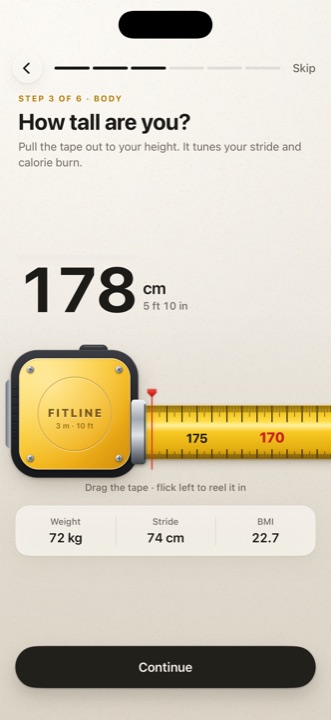 Skip
STEP 3 OF 6 · BODY
How tall are you?
Pull the tape out to your height. It tunes your stride and
calorie burn.
178 cm
5 ft 10 in
FITLINE
3 m · 10 ft
175 170
Drag the tape · flick left to reel it in
Weight Stride BMI
72 kg 74 cm 22.7
Continue